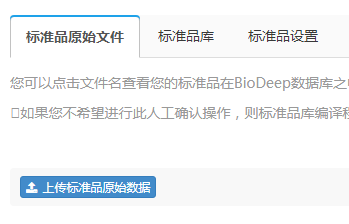 标准品原始文件 标准品库 标准品设置
您可以点击文件名查看您的标准品在BioDeep数据库之
如果您不希望进行此人工确认操作，则标准品库编译程
上传标准品原始数据